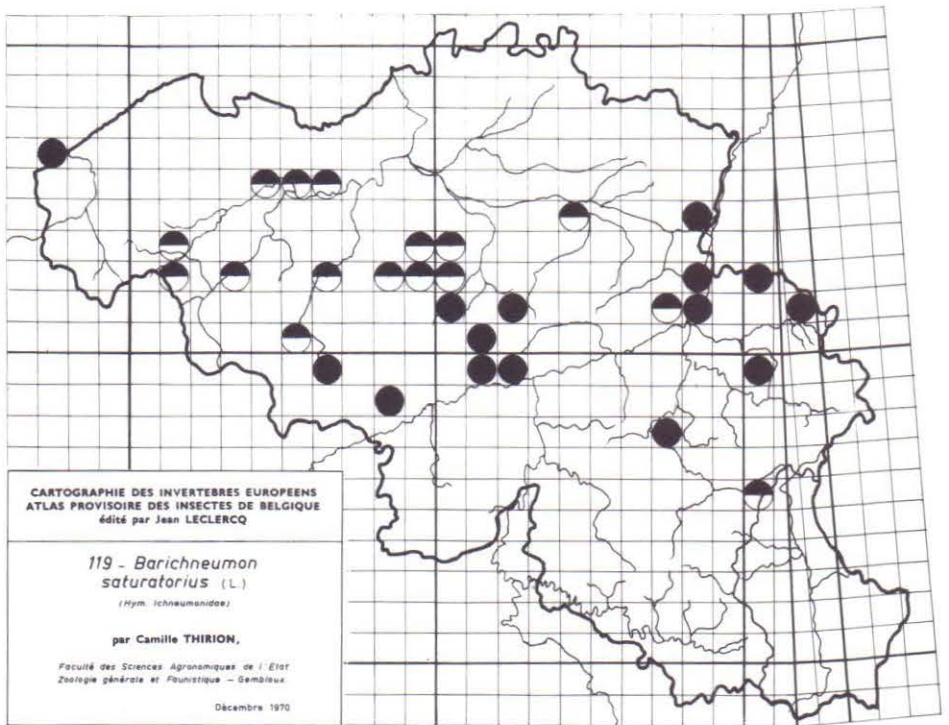 CARTOGRAPHIE DES INVERTEBRES EUROPEENS
ATLAS PROVISOIRE DES INSECTES DE BELGIQUE
édité par Jean LECLERCQ
119 - Barichneumon
saturatorius (L.)
(Hym. Ichneumonidae)
par Camille THIRION,
Faculté des Sciences Agronomiques de l'Etat
Zoologie générale et Faunistique - Gembloux
Décembre 1970